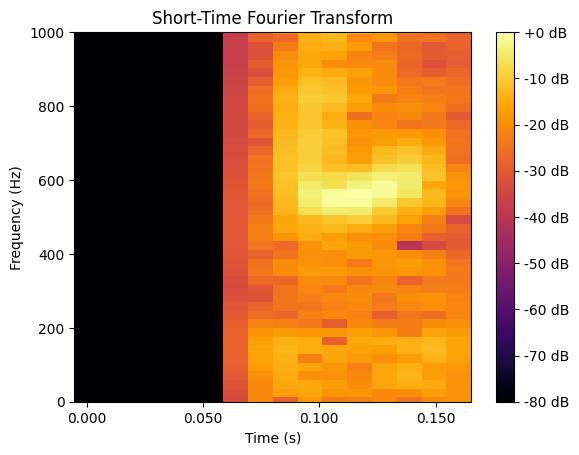 Short-Time Fourier Transform
Frequency (Hz)
1000
800
600
400
200
0
0.000
0.050
0.100
0.150
Time (s)
+0 dB
-10 dB
-20 dB
-30 dB
-40 dB
-50 dB
-60 dB
-70 dB
-80 dB